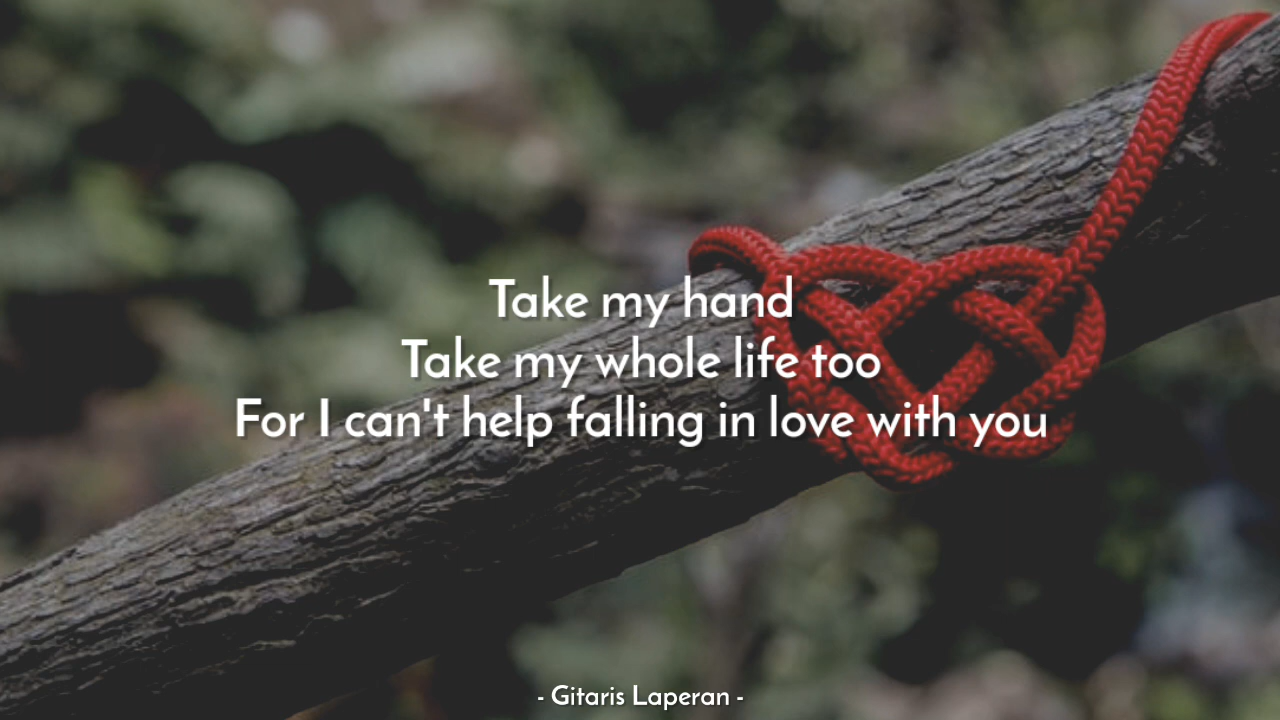 Take my hand
Take my whole life too
For I can't help falling in love with you
- Gitaris Laperan -